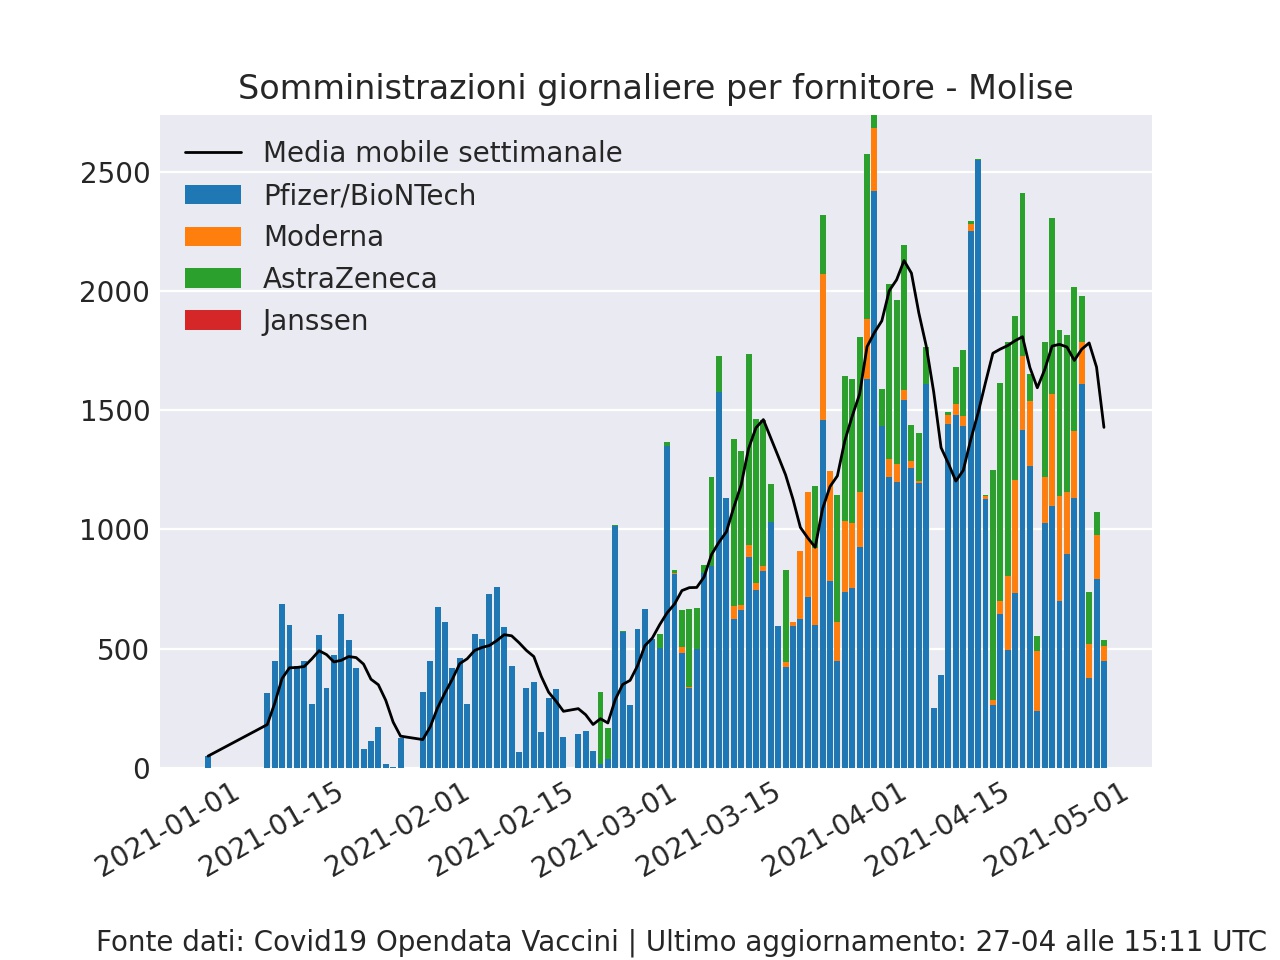 Somministrazioni giornaliere per fornitore - Molise
Media mobile settimanale
Pfizer/BioNTech
Moderna
AstraZeneca
Janssen
2500
2000
1500
1000
500
0
2021-01-01
2021-01-15
2021-02-01
2021-02-15
2021-03-01
2021-03-15
2021-04-01
2021-04-15
2021-05-01
Fonte dati: Covid19 Opendata Vaccini | Ultimo aggiornamento: 27-04 alle 15:11 UTC